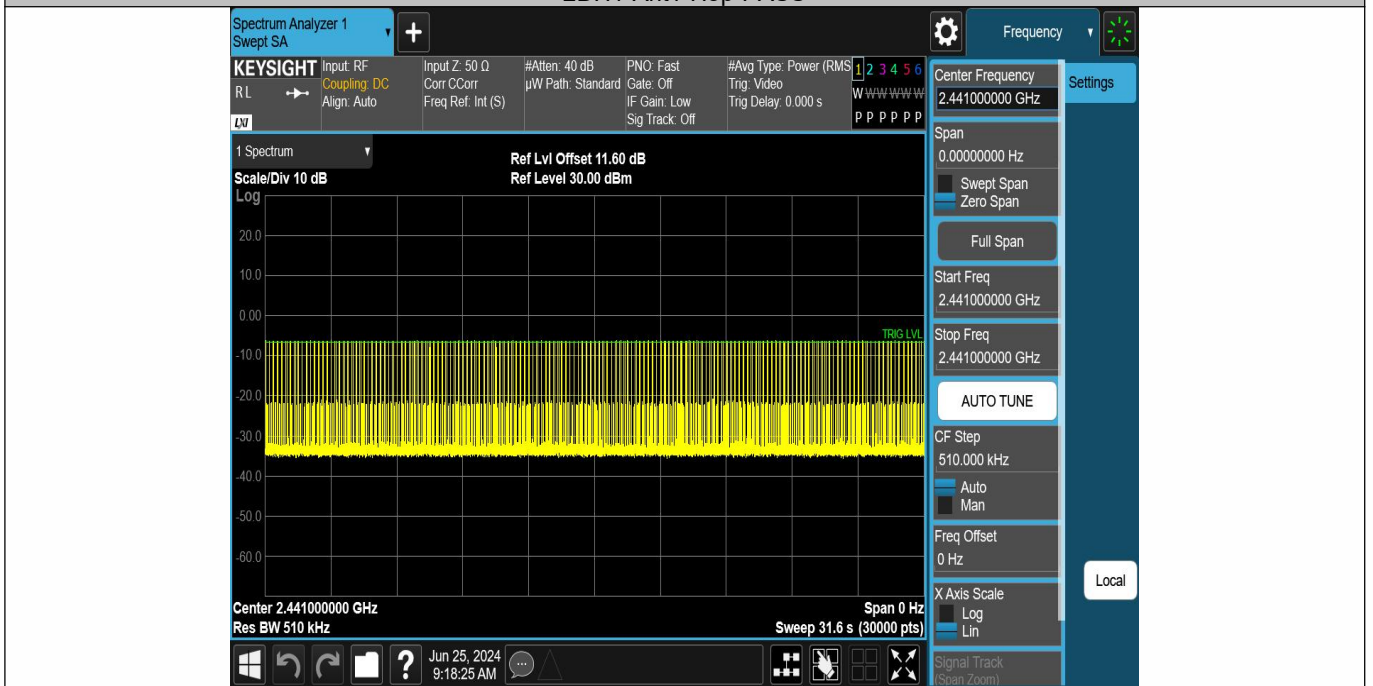 Spectrum Analyzer 1
Swept SA
Frequency
KEYSIGHT
RL
LXI
Input: RF
Coupling: DC
Align: Auto
Input Z: 50 Ω
Corr CCorr
Freq Ref: Int (S)
#Atten: 40 dB
µW Path: Standard
PNO: Fast
Gate: Off
IF Gain: Low
Sig Track: Off
#Avg Type: Power (RMS
Trig: Video
Trig Delay: 0.000 s
1 2 3 4 5 6
W W W W W W
P P P P P P
1 Spectrum
Scale/Div 10 dB
Ref Lvl Offset 11.60 dB
Ref Level 30.00 dBm
Log
20.0
10.0
0.00
TRIG LVL
-10.0
-20.0
-30.0
-40.0
-50.0
-60.0
Center 2.441000000 GHz
Span 0 Hz
Res BW 510 kHz
Sweep 31.6 s (30000 pts)
Jun 25, 2024
9:18:25 AM
Center Frequency
2.441000000 GHz
Settings
Span
0.00000000 Hz
Swept Span
Zero Span
Full Span
Start Freq
2.441000000 GHz
Stop Freq
2.441000000 GHz
AUTO TUNE
CF Step
510.000 kHz
Auto
Man
Freq Offset
0 Hz
X Axis Scale
Log
Lin
Signal Track
(Span Zoom)
Local